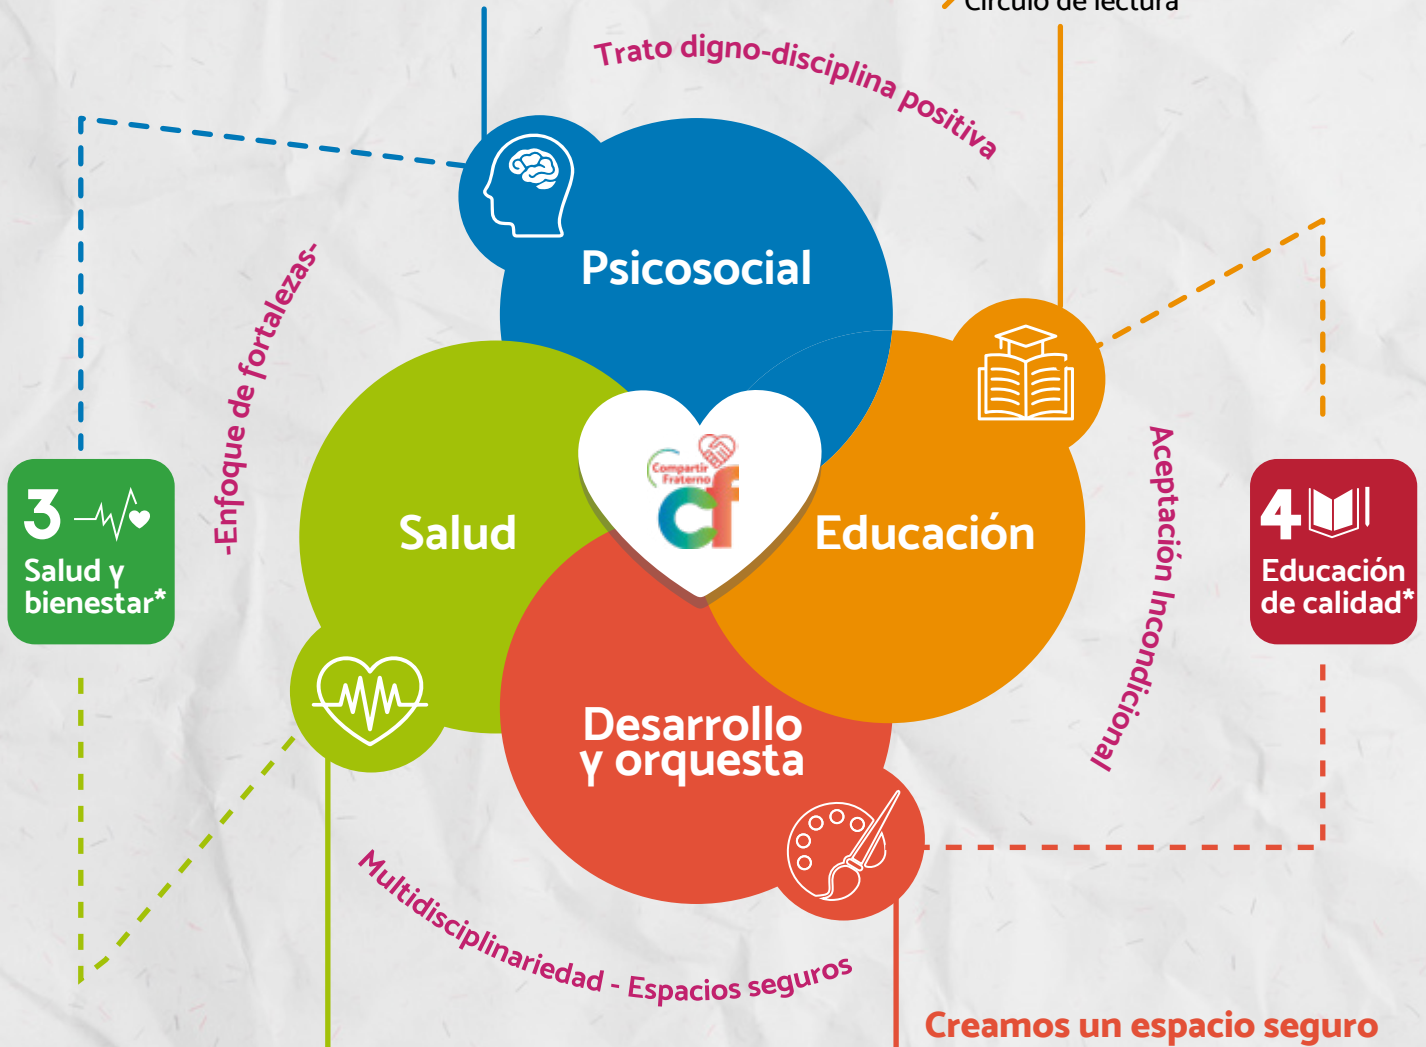 Círculo de lectura
Trato digno-disciplina positiva
Psicosocial
-Enfoque de fortalezas-
Compartir
Fraterno
cf
Salud
Educación
Aceptación Incondicional
3
Salud y
bienestar*
4
Educación
de calidad*
Desarrollo
y orquesta
Multidisciplinariedad - Espacios seguros
Creamos un espacio seguro